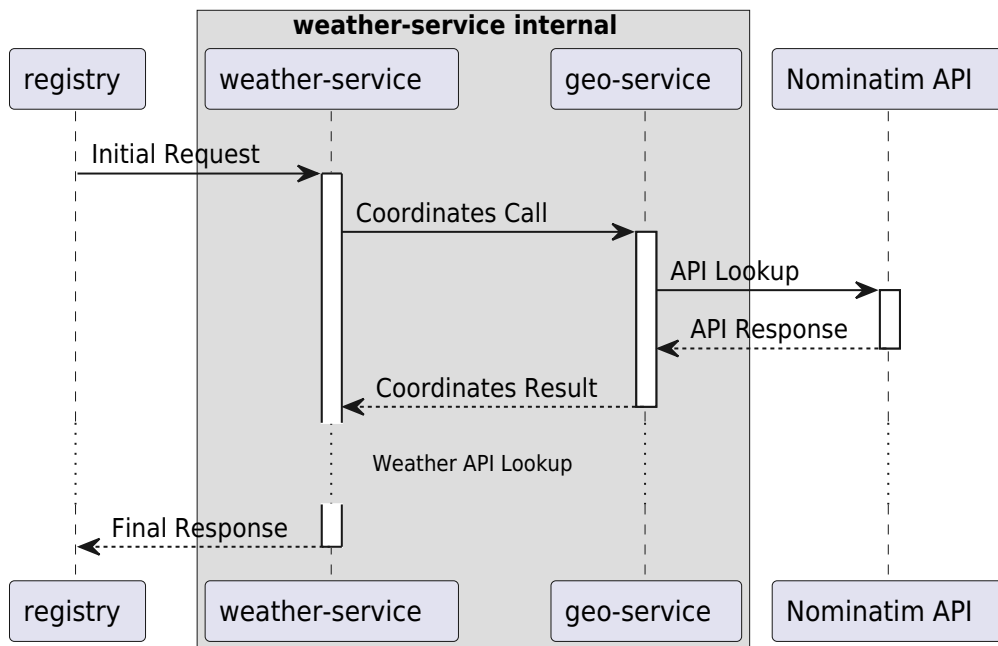 weather-service internal
registry
weather-service
geo-service
Nominatim API
Initial Request
Coordinates Call
API Lookup
API Response
Coordinates Result
Weather API Lookup
Final Response
registry
weather-service
geo-service
Nominatim API